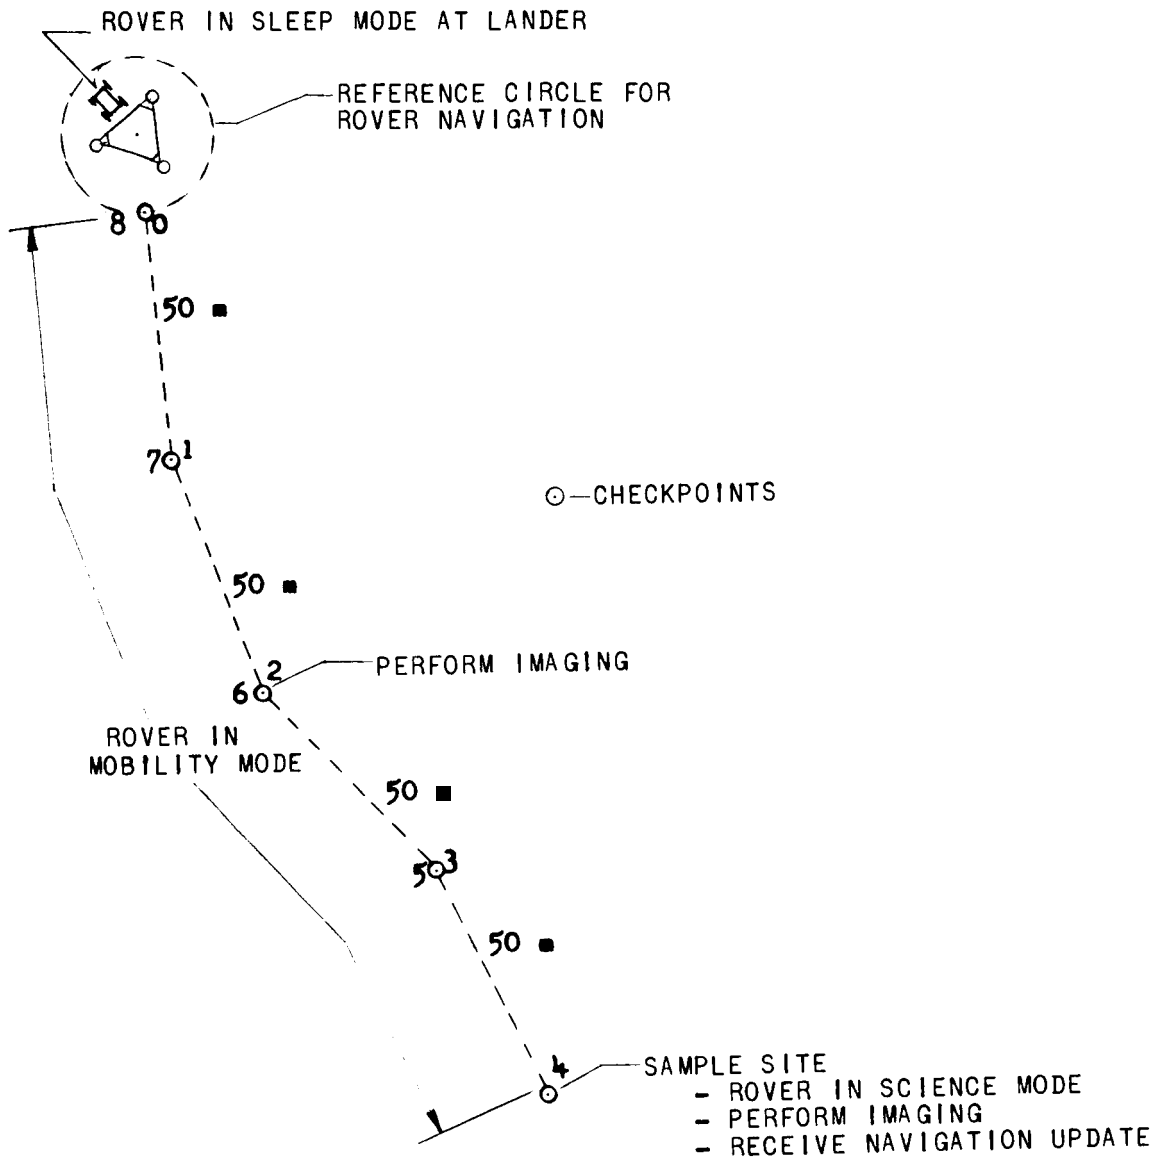 ROVER IN SLEEP MODE AT LANDER
REFERENCE CIRCLE FOR
ROVER NAVIGATION
8 0
50
7 1
CHECKPOINTS
50
2
6
PERFORM IMAGING
ROVER IN
MOBILITY MODE
50
5 3
50
4
SAMPLE SITE
- ROVER IN SCIENCE MODE
- PERFORM IMAGING
- RECEIVE NAVIGATION UPDATE